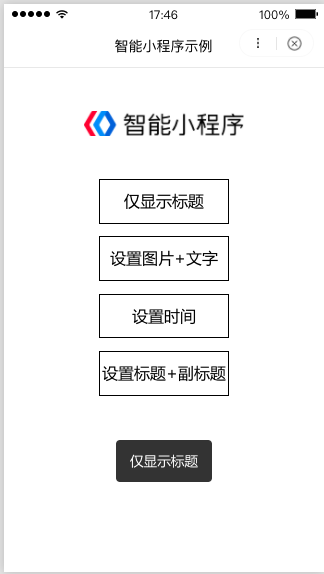 17:46
100%
智能小程序示例
智能小程序
仅显示标题
设置图片+文字
设置时间
设置标题+副标题
仅显示标题